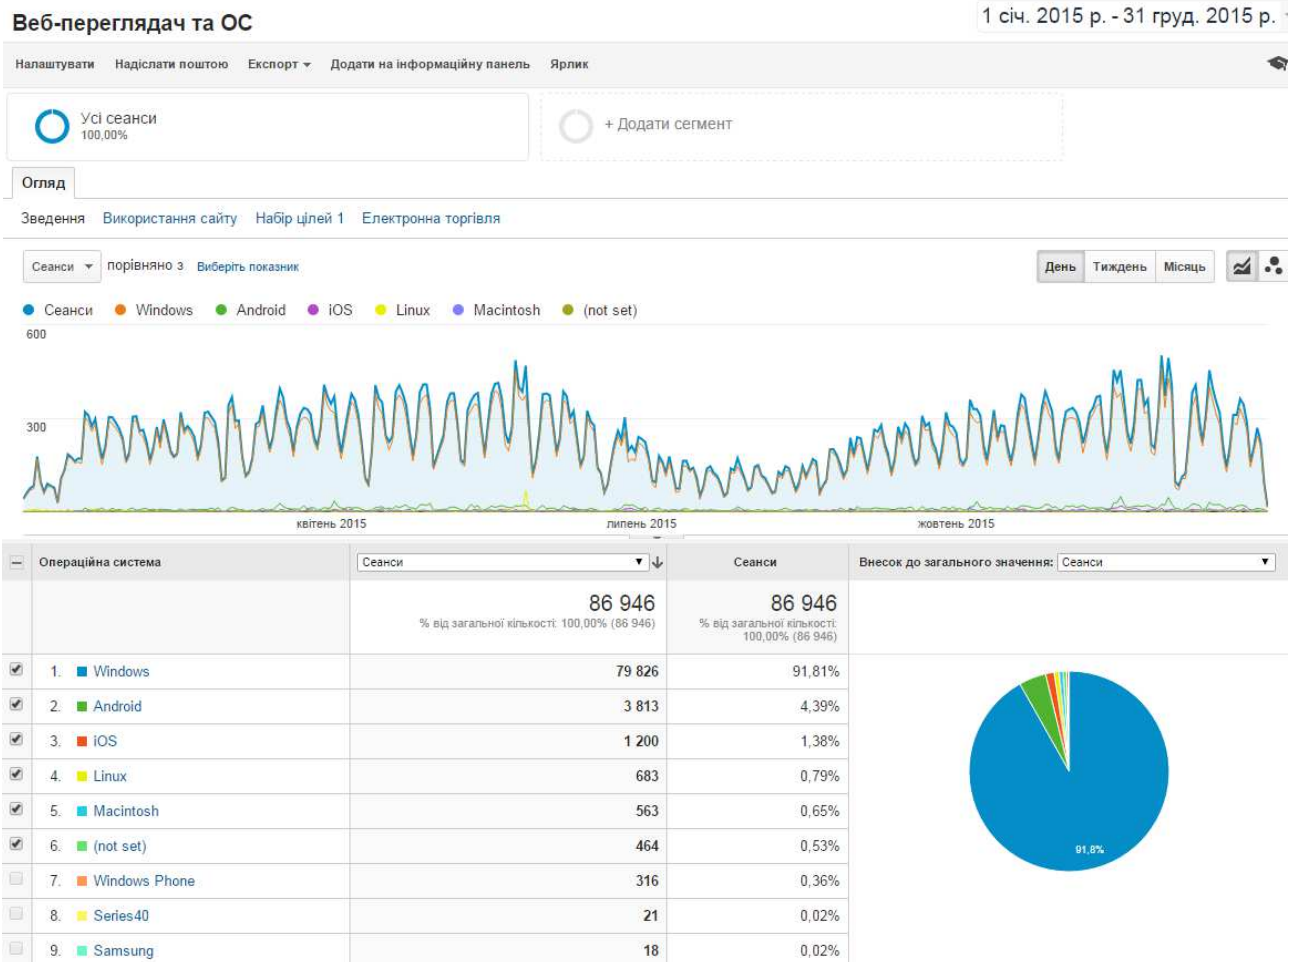 Веб-переглядач та ОС
1 січ. 2015 р. - 31 груд. 2015 р.
Налаштувати Надіслати поштою Експорт Додати на інформаційну панель Ярлик
Усі сеанси
100,00%
+ Додати сегмент
Огляд
Зведення Використання сайту Набір цілей 1 Електронна торгівля
Сеанси порівняно з Виберіть показник
День Тиждень Місяць
Сеанси Windows Android iOS Linux Macintosh (not set)
600
300
квітень 2015 липень 2015 жовтень 2015
Операційна система Сеанси Сеанси Внесок до загального значення: Сеанси
86 946 86 946
% від загальної кількості: 100,00% (86 946) % від загальної кількості:
100,00% (86 946)
1. Windows 79 826 91,81%
2. Android 3 813 4,39%
3. iOS 1 200 1,38%
4. Linux 683 0,79%
5. Macintosh 563 0,65%
6. (not set) 464 0,53%
91,8%
7. Windows Phone 316 0,36%
8. Series40 21 0,02%
9. Samsung 18 0,02%